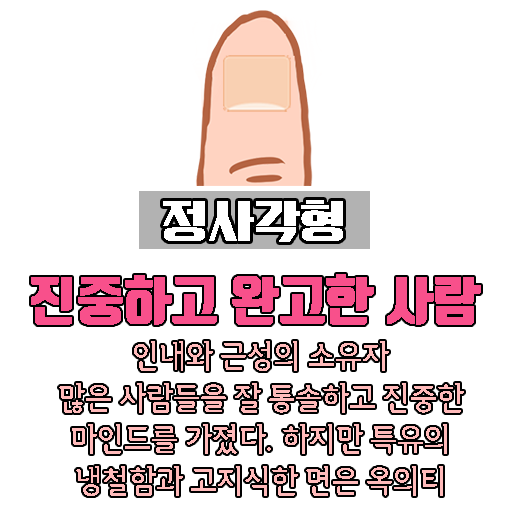 정사각형
진중하고 완고한 사람
인내와 근성의 소유자
많은 사람들을 잘 통솔하고 진중한
마인드를 가졌다. 하지만 특유의
냉철함과 고지식한 면은 옥의티